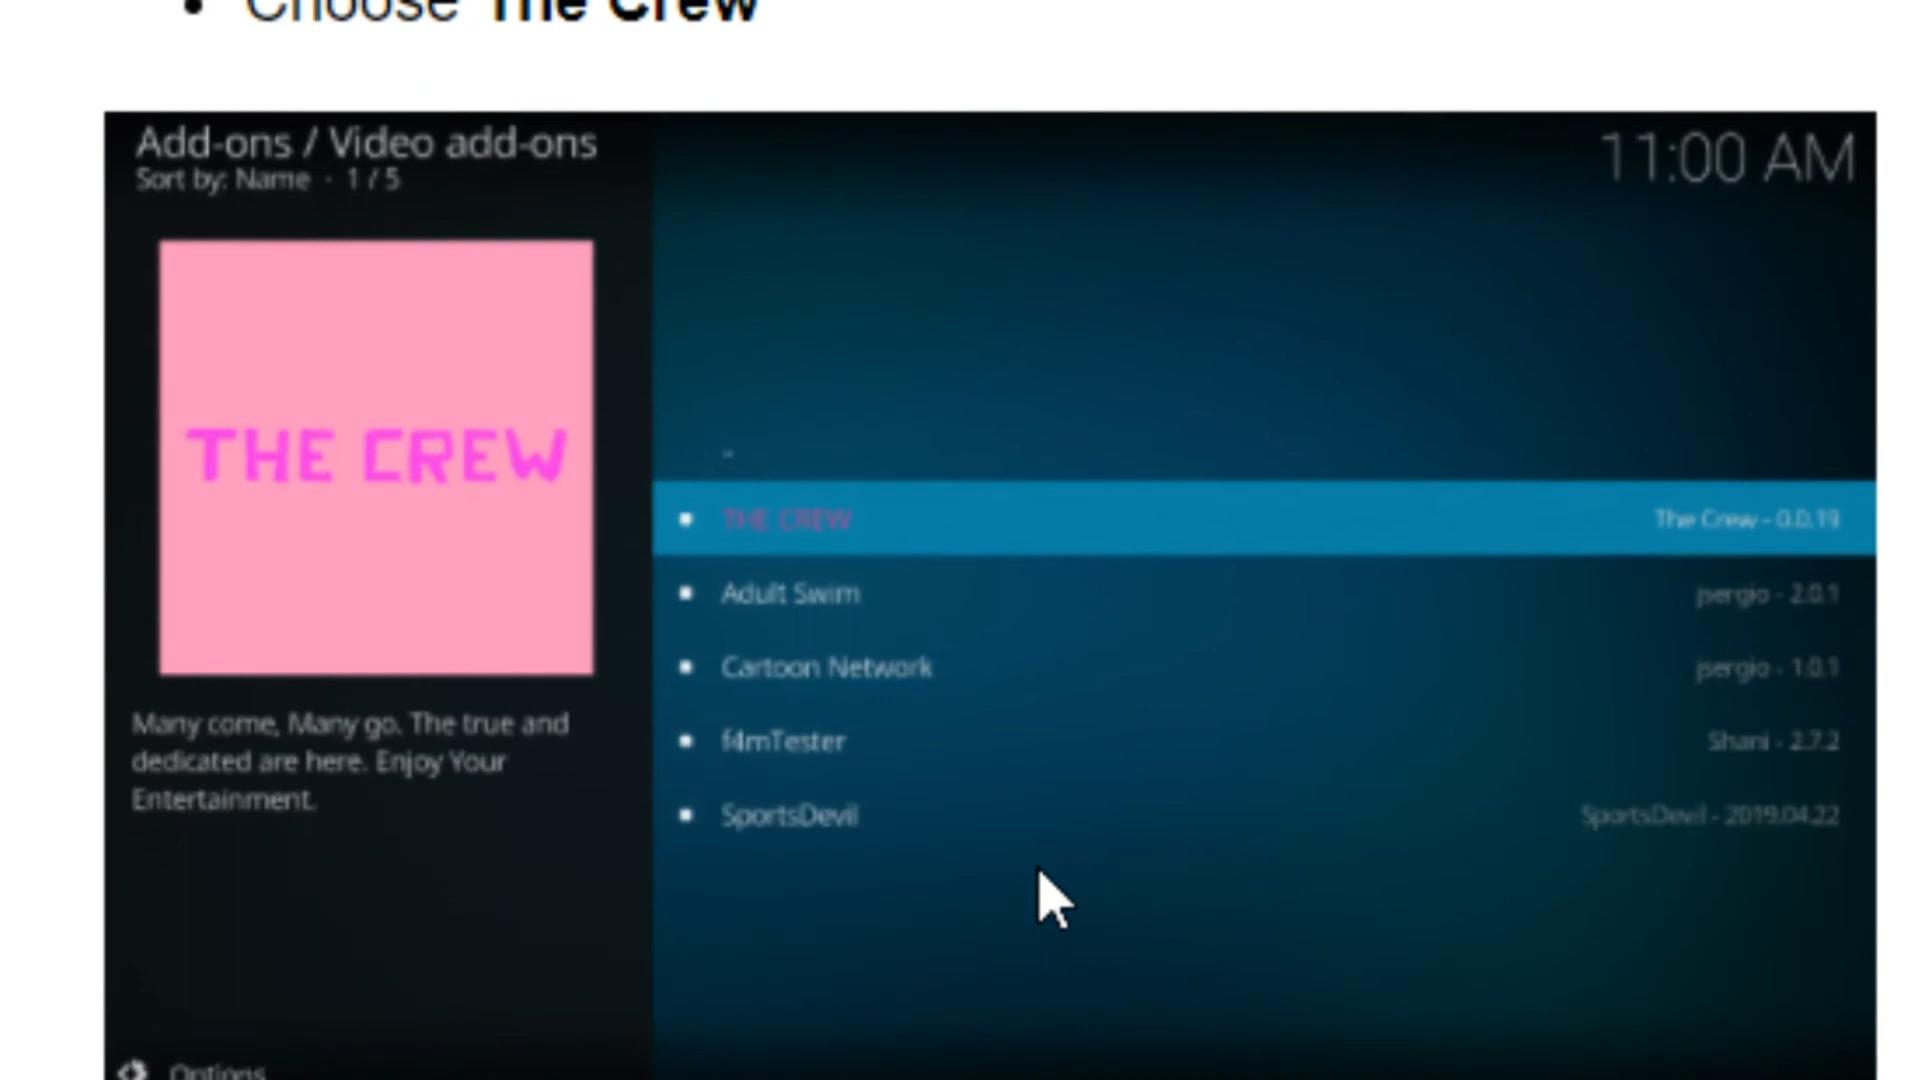 • Choose The Crew
Add-ons / Video add-ons
Sort by: Name · 1 / 5
11:00 AM
THE CREW
Many come, Many go. The true and
dedicated are here. Enjoy Your
Entertainment.
..
THE CREW The Crew - 0.0.19
Adult Swim jsergio - 2.0.1
Cartoon Network jsergio - 1.0.1
f4mTester Shani - 2.7.2
SportsDevil SportsDevil - 2019.04.22
Options